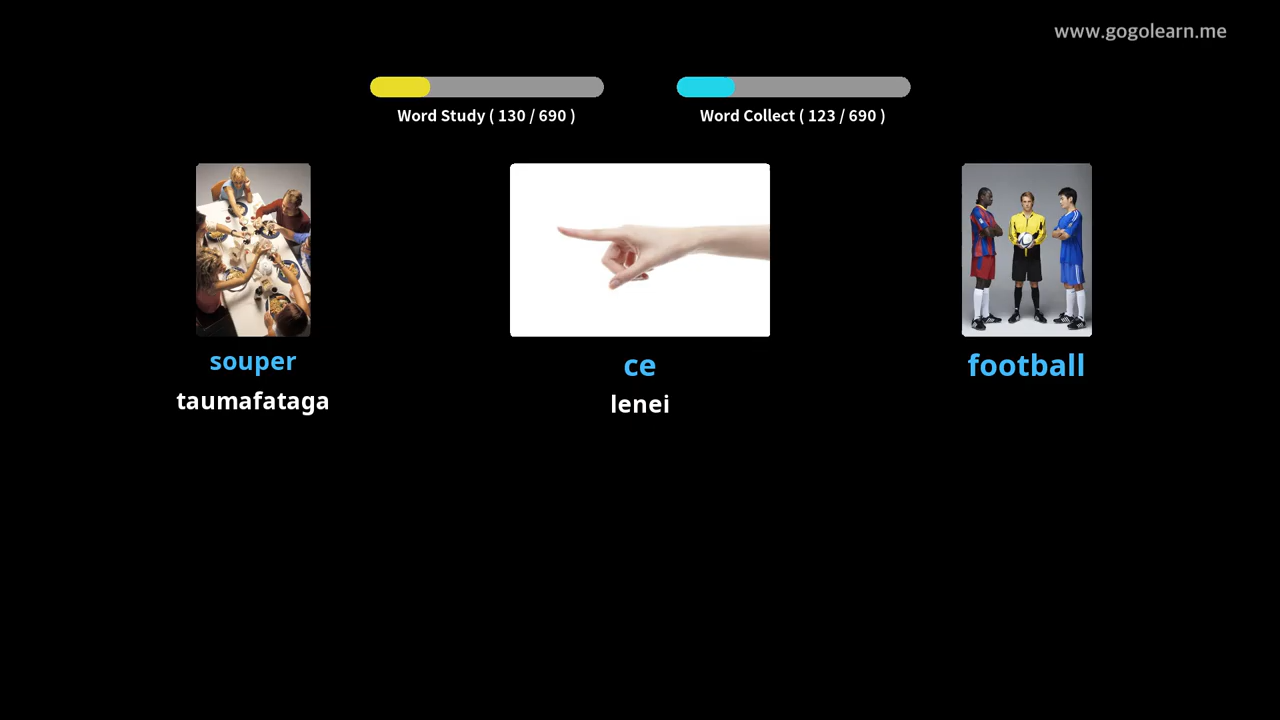 www.gogolearn.me
Word Study ( 130 / 690 )
Word Collect ( 123 / 690 )
souper
taumafataga
ce
lenei
football